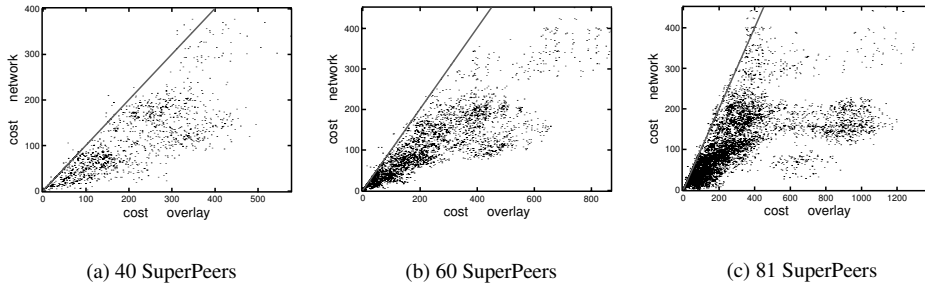 400
300
200
100
0
network
cost
0 100 200 300 400 500
cost overlay
400
300
200
100
0
network
cost
0 200 400 600 800
cost overlay
400
300
200
100
0
network
cost
0 200 400 600 800 1000 1200
cost overlay
(a) 40 SuperPeers
(b) 60 SuperPeers
(c) 81 SuperPeers